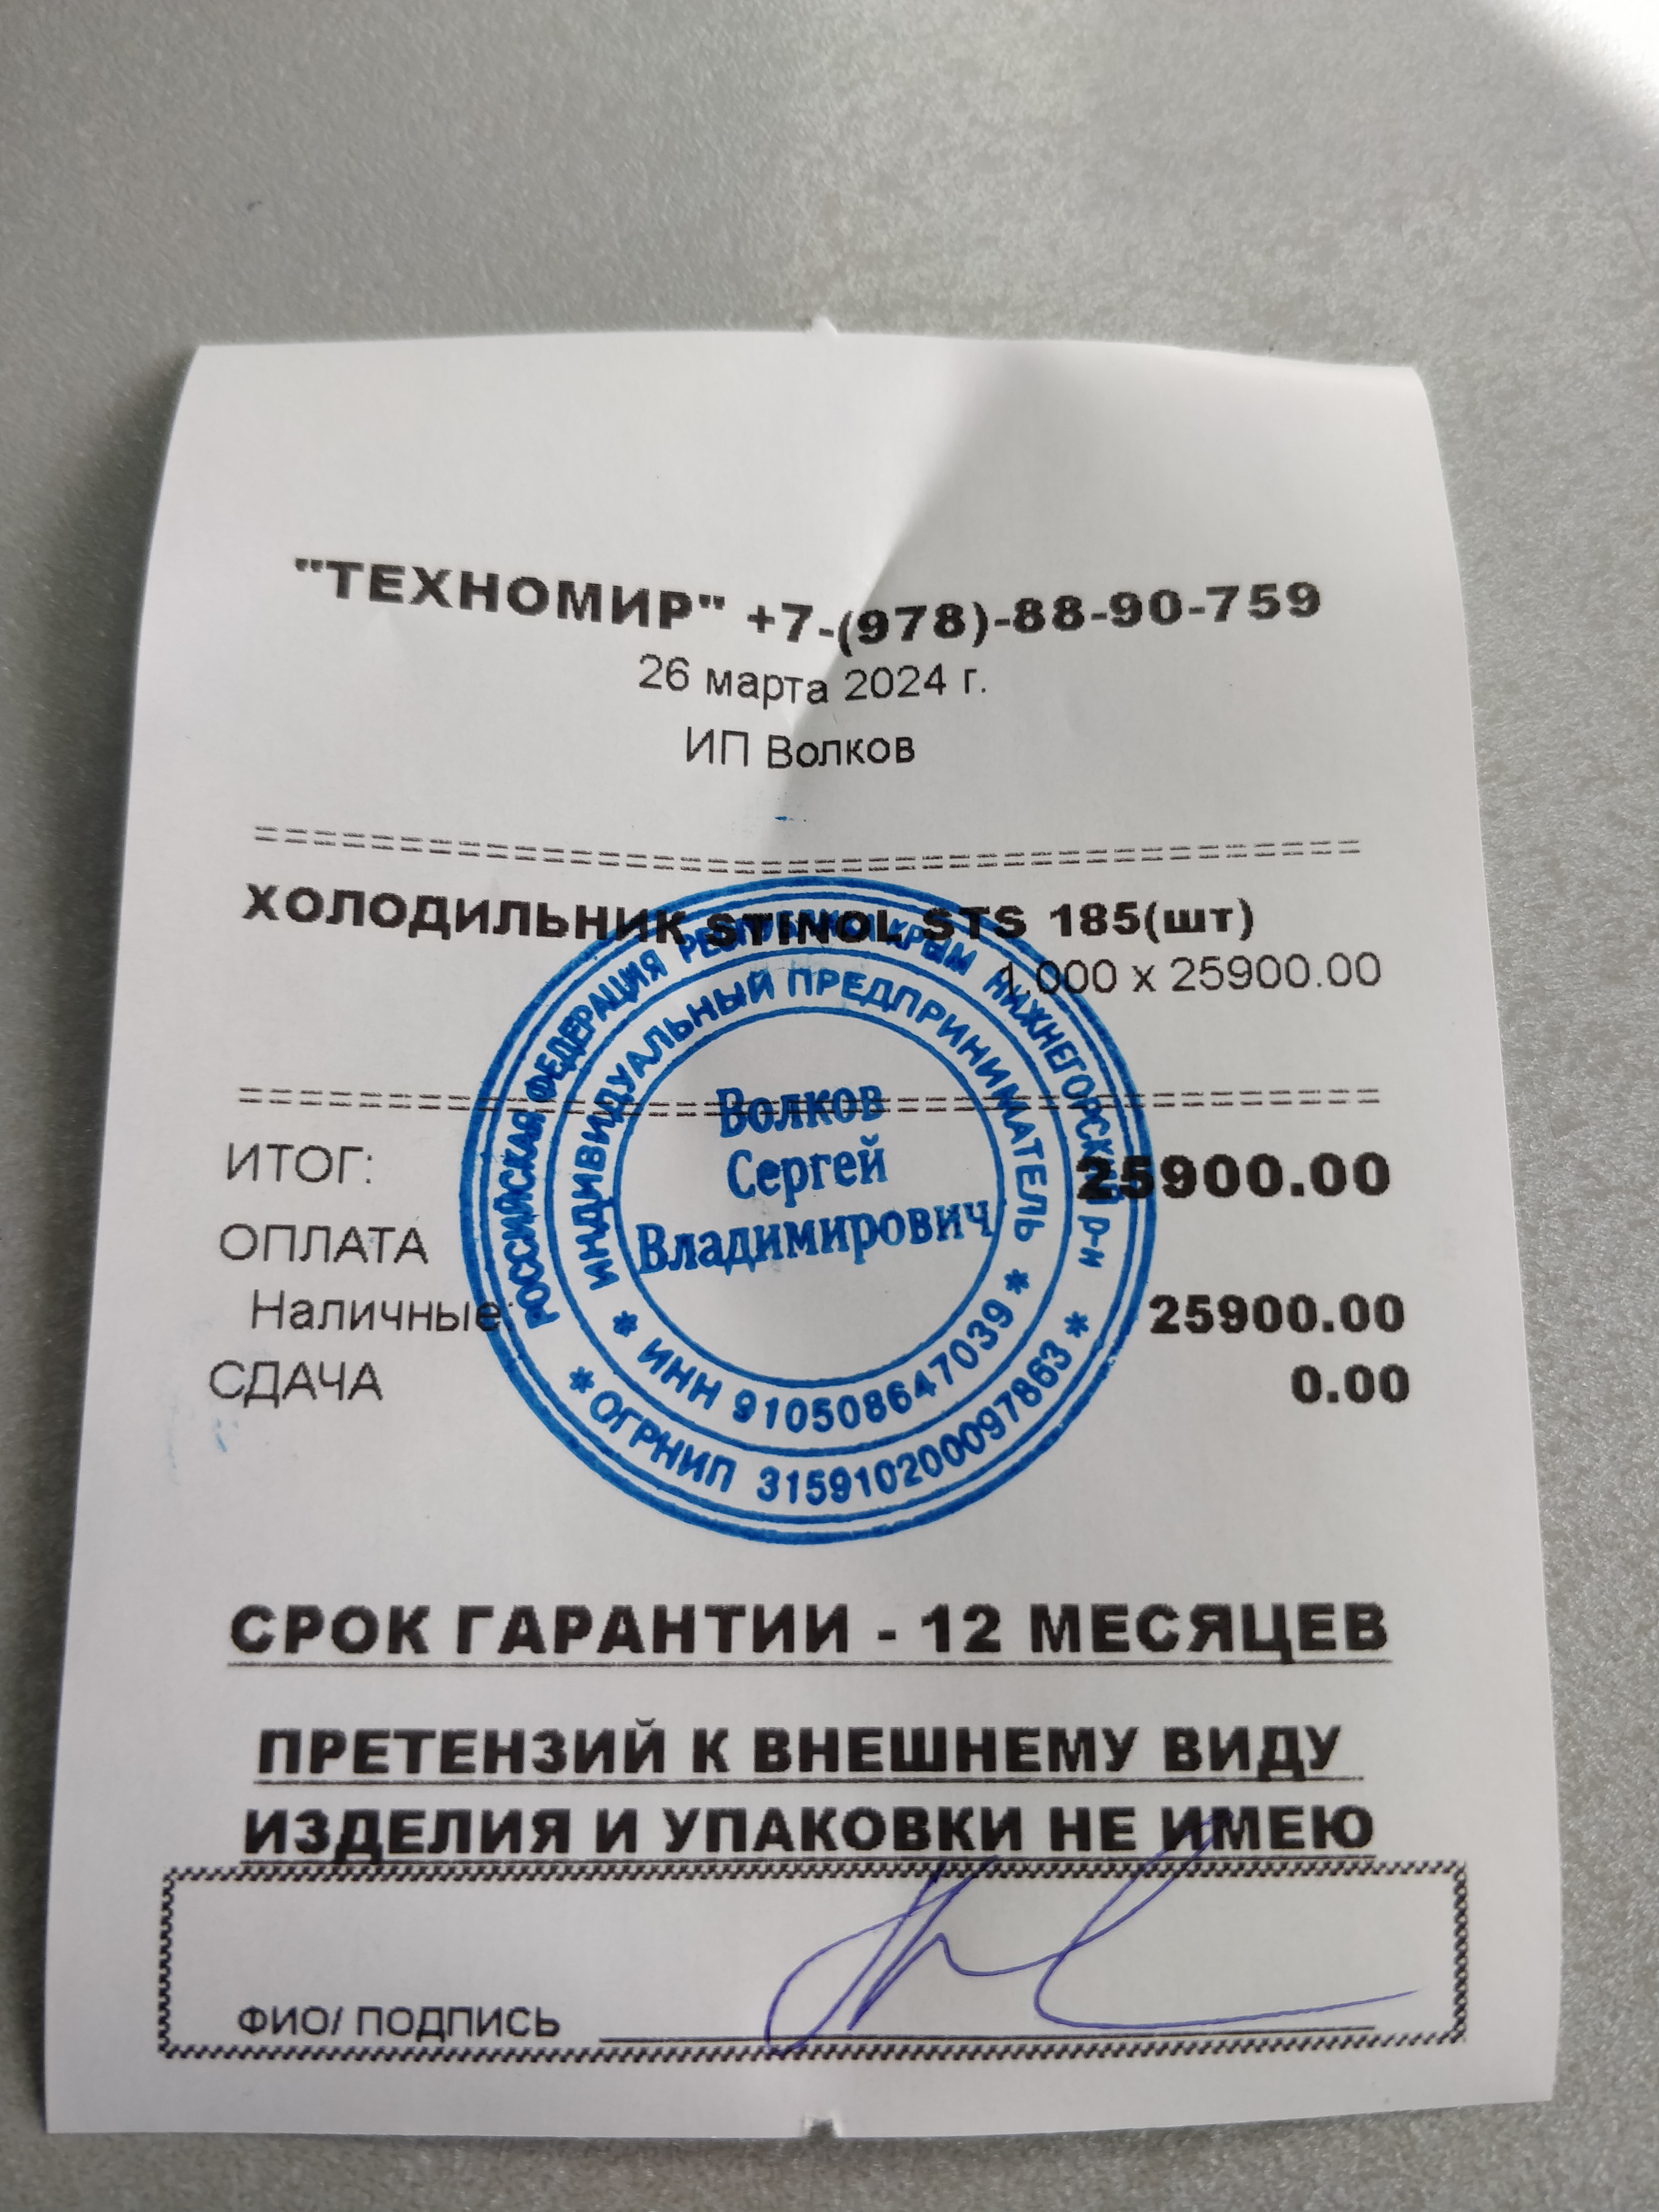 "ТЕХНОМИР" +7-(978)-88-90-759
26 марта 2024 г.
ИП Волков
========================================
ХОЛОДИЛЬНИК STINOL STS 185(шт)
1.000 x 25900.00
========================================
ИТОГ: 25900.00
ОПЛАТА
Наличные: 25900.00
СДАЧА 0.00
РОССИЙСКАЯ ФЕДЕРАЦИЯ РЕСПУБЛИКА КРЫМ НИЖНЕГОРСКИЙ р-н
ИНДИВИДУАЛЬНЫЙ ПРЕДПРИНИМАТЕЛЬ
Волков
Сергей
Владимирович
* ИНН 910508647039 *
* ОГРНИП 315910200097863 *
СРОК ГАРАНТИИ - 12 МЕСЯЦЕВ
ПРЕТЕНЗИЙ К ВНЕШНЕМУ ВИДУ
ИЗДЕЛИЯ И УПАКОВКИ НЕ ИМЕЮ
ФИО/ ПОДПИСЬ